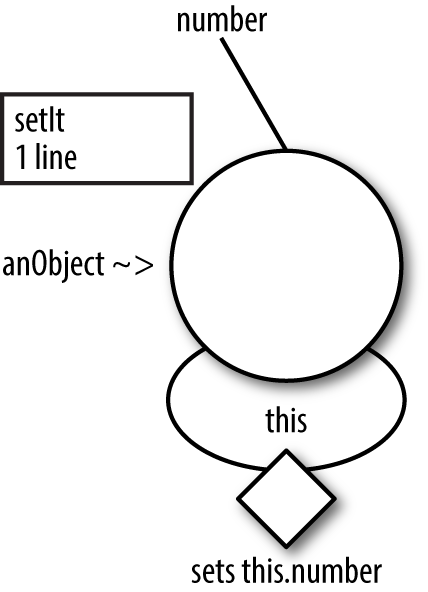 number
setIt
1 line
anObject ~>
this
sets this.number